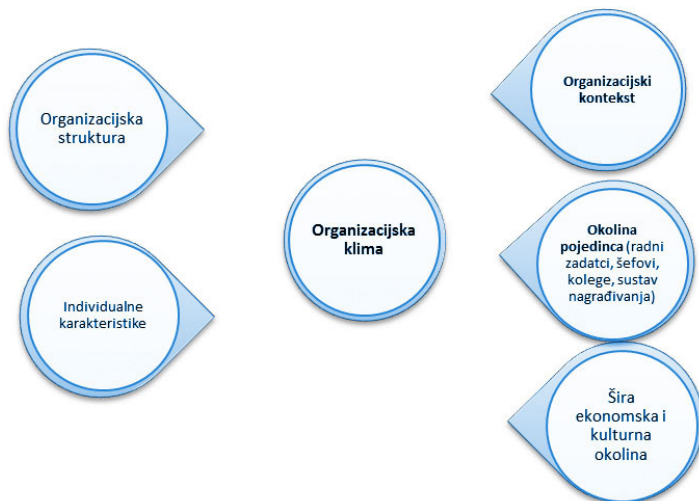 Organizacijska
struktura
Individualne
karakteristike
Organizacijska
klima
Organizacijski
kontekst
Okolina
pojedinca (radni
zadatci, šefovi,
kolege, sustav
nagrađivanja)
Šira
ekonomska i
kulturna
okolina